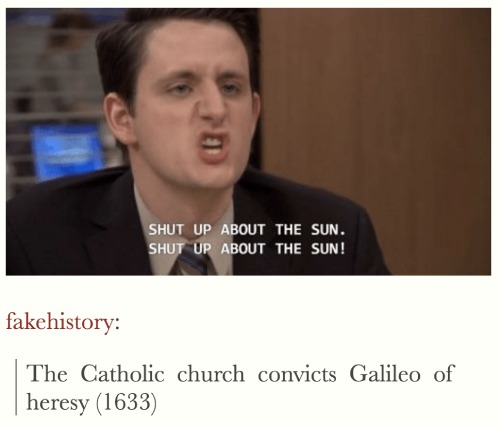 SHUT UP ABOUT THE SUN.
SHUT UP ABOUT THE SUN!
fakehistory:
The Catholic church convicts Galileo of
heresy (1633)